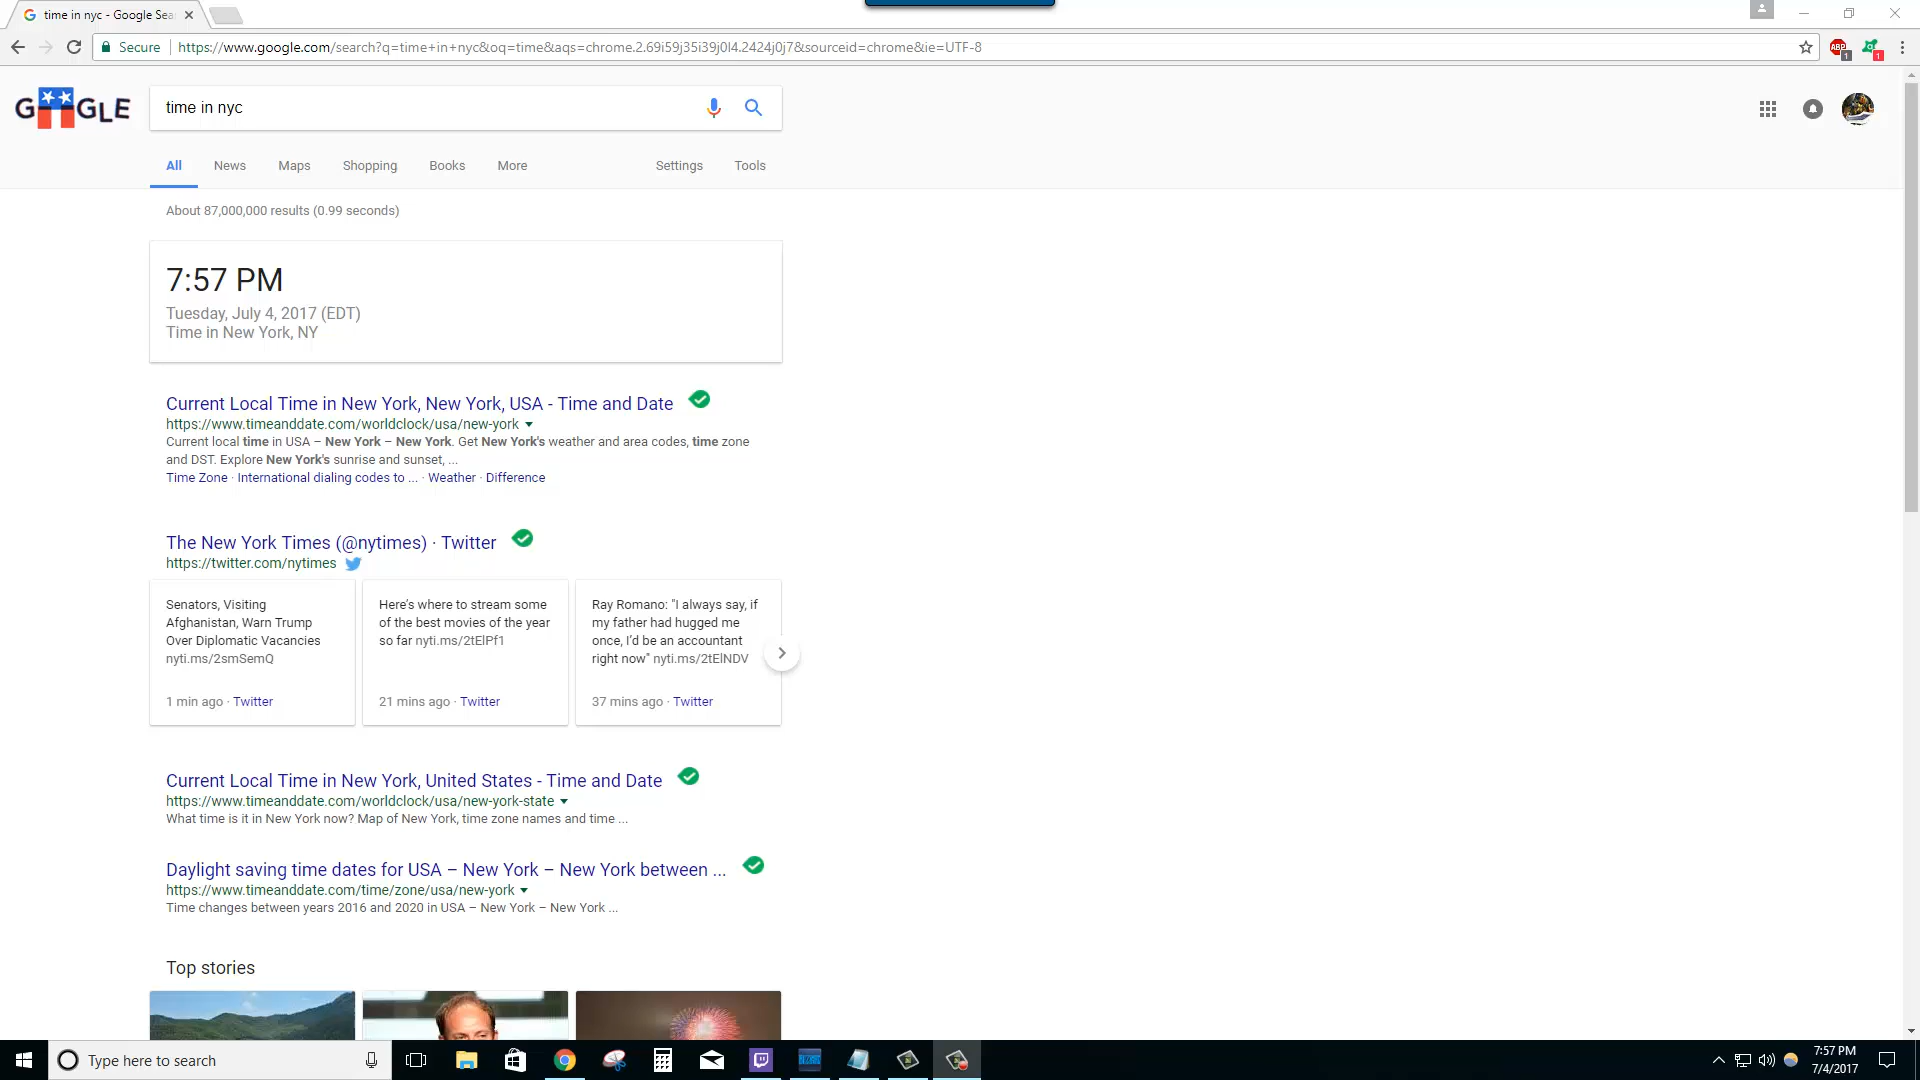 time in nyc - Google Sea
Secure
https://www.google.com/search?q=time+in+nyc&oq=time&aqs=chrome.2.69i59j35i39j0l4.2424j0j7&sourceid=chrome&ie=UTF-8
ABP
1
1
GOOGLE
time in nyc
All
News
Maps
Shopping
Books
More
Settings
Tools
About 87,000,000 results (0.99 seconds)
7:57 PM
Tuesday, July 4, 2017 (EDT)
Time in New York, NY
Current Local Time in New York, New York, USA - Time and Date
https://www.timeanddate.com/worldclock/usa/new-york
Current local time in USA – New York – New York. Get New York's weather and area codes, time zone
and DST. Explore New York's sunrise and sunset, ...
Time Zone · International dialing codes to ... · Weather · Difference
The New York Times (@nytimes) · Twitter
https://twitter.com/nytimes
Senators, Visiting
Afghanistan, Warn Trump
Over Diplomatic Vacancies
nyti.ms/2smSemQ
1 min ago · Twitter
Here's where to stream some
of the best movies of the year
so far nyti.ms/2tElPf1
21 mins ago · Twitter
Ray Romano: "I always say, if
my father had hugged me
once, I'd be an accountant
right now" nyti.ms/2tElNDV
37 mins ago · Twitter
Current Local Time in New York, United States - Time and Date
https://www.timeanddate.com/worldclock/usa/new-york-state
What time is it in New York now? Map of New York, time zone names and time ...
Daylight saving time dates for USA – New York – New York between ...
https://www.timeanddate.com/time/zone/usa/new-york
Time changes between years 2016 and 2020 in USA – New York – New York ...
Top stories
Type here to search
7:57 PM
7/4/2017